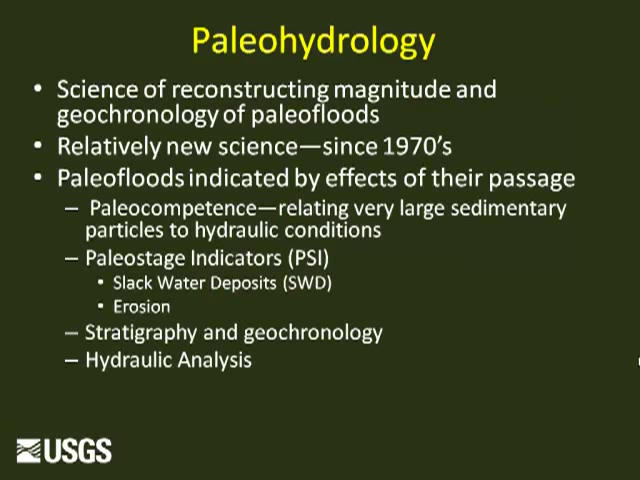 Paleohydrology
• Science of reconstructing magnitude and
geochronology of paleofloods
• Relatively new science—since 1970's
• Paleofloods indicated by effects of their passage
– Paleocompetence—relating very large sedimentary
particles to hydraulic conditions
– Paleostage Indicators (PSI)
• Slack Water Deposits (SWD)
• Erosion
– Stratigraphy and geochronology
– Hydraulic Analysis
USGS